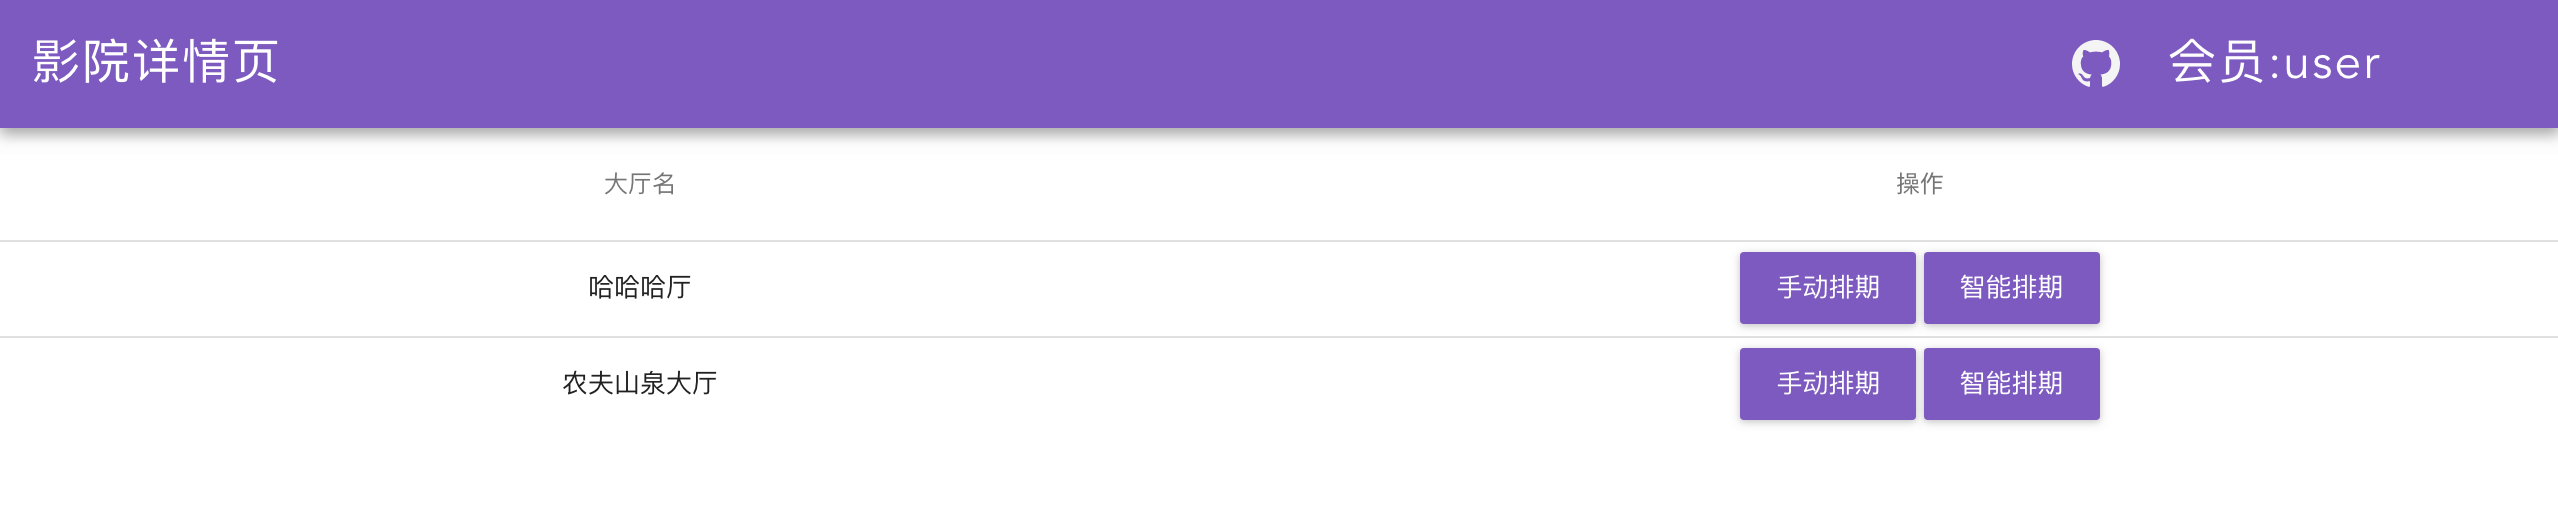 影院详情页 会员:user
大厅名 操作
哈哈哈厅 手动排期 智能排期
农夫山泉大厅 手动排期 智能排期